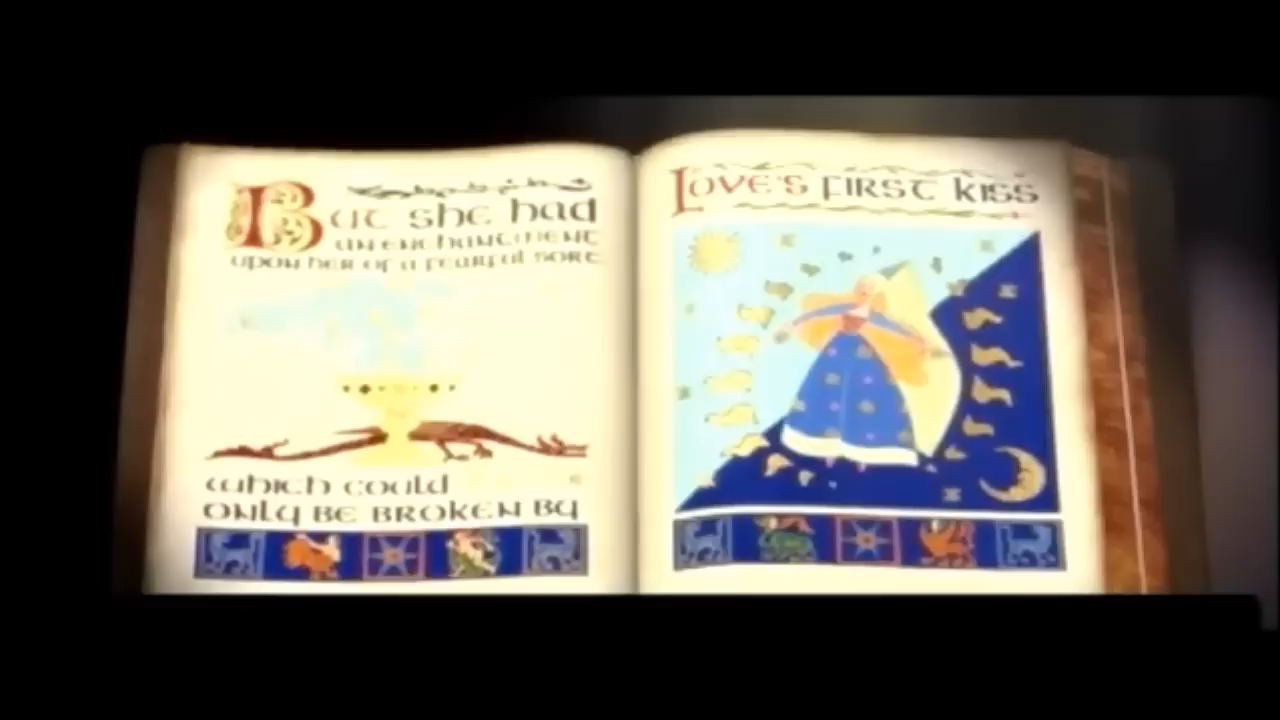 But she had
an enchantment
upon her of a fearful sort
which could
only be broken by
Love's first kiss